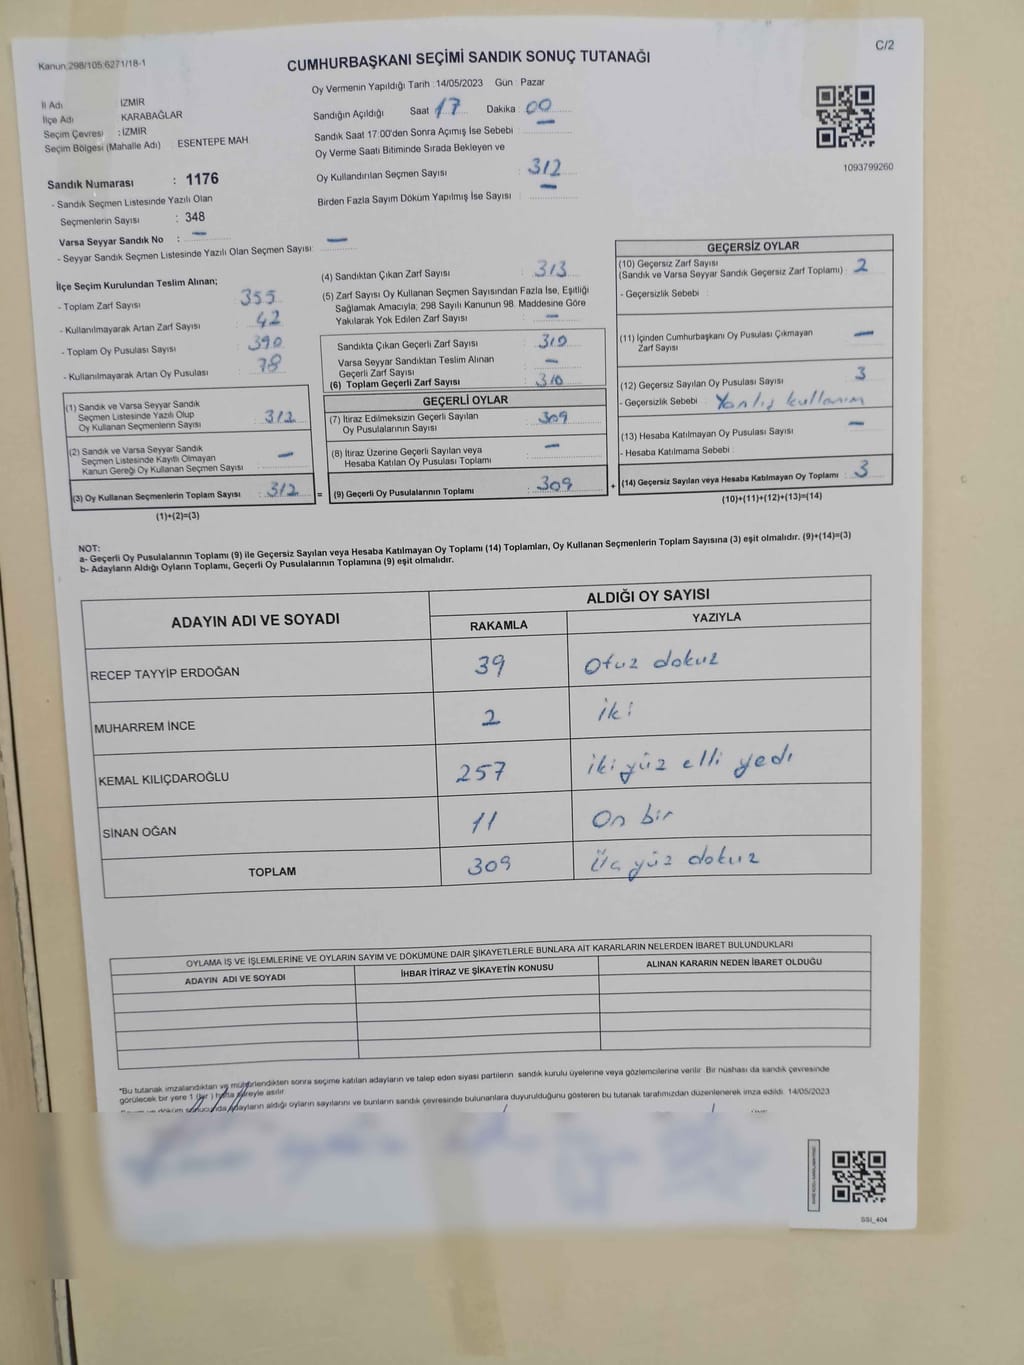 Kanun 298/105.6271/18-1
C/2
CUMHURBAŞKANI SEÇİMİ SANDIK SONUÇ TUTANAĞI
Oy Vermenin Yapıldığı Tarih :14/05/2023 Gün : Pazar
İl Adı : İZMİR
İlçe Adı : KARABAĞLAR
Seçim Çevresi : İZMİR
Seçim Bölgesi (Mahalle Adı) : ESENTEPE MAH
Sandığın Açıldığı Saat 17 Dakika 00
Sandık Saat 17:00'den Sonra Açımış İse Sebebi : —
Oy Verme Saati Bitiminde Sırada Bekleyen ve
Oy Kullandırılan Seçmen Sayısı : 312
Birden Fazla Sayım Döküm Yapılmış İse Sayısı : —
1093799260
Sandık Numarası : 1176
- Sandık Seçmen Listesinde Yazılı Olan
Seçmenlerin Sayısı : 348
Varsa Seyyar Sandık No : —
- Seyyar Sandık Seçmen Listesinde Yazılı Olan Seçmen Sayısı: —
İlçe Seçim Kurulundan Teslim Alınan;
- Toplam Zarf Sayısı : 355
- Kullanılmayarak Artan Zarf Sayısı : 42
- Toplam Oy Pusulası Sayısı : 390
- Kullanılmayarak Artan Oy Pusulası : 78
(1) Sandık ve Varsa Seyyar Sandık
Seçmen Listesinde Yazılı Olup
Oy Kullanan Seçmenlerin Sayısı : 312
(2) Sandık ve Varsa Seyyar Sandık
Seçmen Listesinde Kayıtlı Olmayan
Kanun Gereği Oy Kullanan Seçmen Sayısı : —
(3) Oy Kullanan Seçmenlerin Toplam Sayısı : 312 =
(1)+(2)=(3)
(4) Sandıktan Çıkan Zarf Sayısı : 313
(5) Zarf Sayısı Oy Kullanan Seçmen Sayısından Fazla İse, Eşitliği
Sağlamak Amacıyla; 298 Sayılı Kanunun 98. Maddesine Göre
Yakılarak Yok Edilen Zarf Sayısı : —
Sandıkta Çıkan Geçerli Zarf Sayısı : 310
Varsa Seyyar Sandıktan Teslim Alınan
Geçerli Zarf Sayısı : —
(6) Toplam Geçerli Zarf Sayısı : 310
GEÇERLİ OYLAR
(7) İtiraz Edilmeksizin Geçerli Sayılan
Oy Pusulalarının Sayısı : 309
(8) İtiraz Üzerine Geçerli Sayılan veya
Hesaba Katılan Oy Pusulası Toplamı : —
(9) Geçerli Oy Pusulalarının Toplamı : 309 +
GEÇERSİZ OYLAR
(10) Geçersiz Zarf Sayısı
(Sandık ve Varsa Seyyar Sandık Geçersiz Zarf Toplamı) : 2
- Geçersizlik Sebebi :
(11) İçinden Cumhurbaşkanı Oy Pusulası Çıkmayan
Zarf Sayısı : —
(12) Geçersiz Sayılan Oy Pusulası Sayısı : 3
- Geçersizlik Sebebi : Yanlış kullanım
(13) Hesaba Katılmayan Oy Pusulası Sayısı : —
- Hesaba Katılmama Sebebi :
(14) Geçersiz Sayılan veya Hesaba Katılmayan Oy Toplamı : 3
(10)+(11)+(12)+(13)=(14)
NOT:
a- Geçerli Oy Pusulalarının Toplamı (9) ile Geçersiz Sayılan veya Hesaba Katılmayan Oy Toplamı (14) Toplamları, Oy Kullanan Seçmenlerin Toplam Sayısına (3) eşit olmalıdır. (9)+(14)=(3)
b- Adayların Aldığı Oyların Toplamı, Geçerli Oy Pusulalarının Toplamına (9) eşit olmalıdır.
ADAYIN ADI VE SOYADI
ALDIĞI OY SAYISI
RAKAMLA YAZIYLA
RECEP TAYYİP ERDOĞAN 39 Otuz dokuz
MUHARREM İNCE 2 iki
KEMAL KILIÇDAROĞLU 257 iki yüz elli yedi
SİNAN OĞAN 11 On bir
TOPLAM 309 Üç yüz dokuz
OYLAMA İŞ VE İŞLEMLERİNE VE OYLARIN SAYIM VE DÖKÜMÜNE DAİR ŞİKAYETLERLE BUNLARA AİT KARARLARIN NELERDEN İBARET BULUNDUKLARI
ADAYIN ADI VE SOYADI İHBAR İTİRAZ VE ŞİKAYETİN KONUSU ALINAN KARARIN NEDEN İBARET OLDUĞU
*Bu tutanak imzalandıktan ve mühürlendikten sonra seçime katılan adayların ve talep eden siyasi partilerin sandık kurulu üyelerine veya gözlemcilerine verilir. Bir nüshası da sandık çevresinde
görülecek bir yere 1 (bir) hafta süreyle asılır.
sonucunda adayların aldığı oyların sayılarını ve bunların sandık çevresinde bulunanlara duyurulduğunu gösteren bu tutanak tarafımızdan düzenlenerek imza edildi. 14/05/2023
SSİ_404